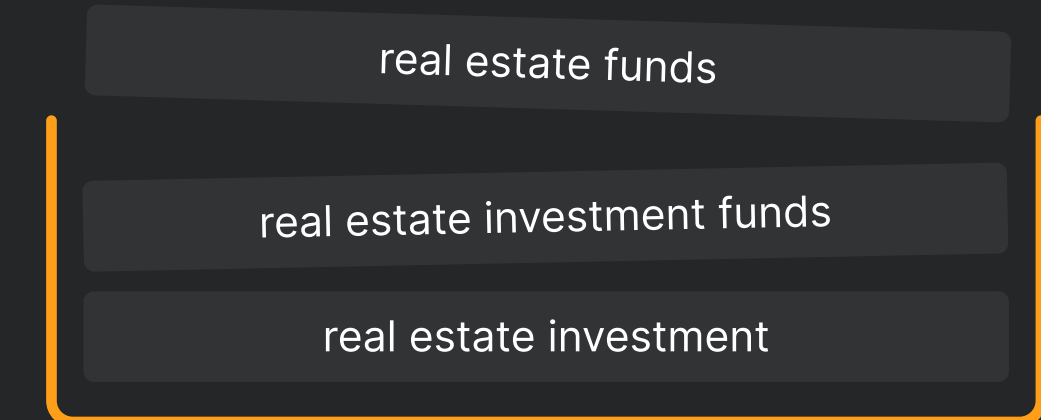 real estate funds
real estate investment funds
real estate investment